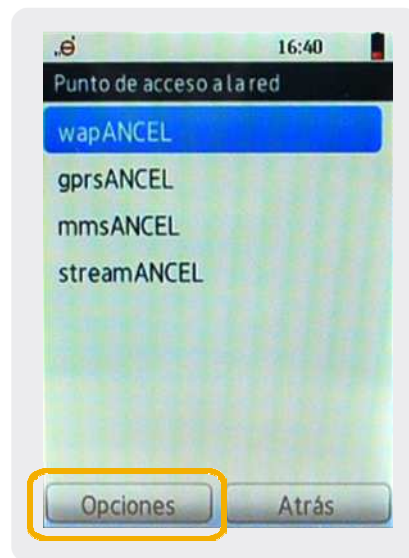 16:40
Punto de acceso a la red
wapANCEL
gprsANCEL
mmsANCEL
streamANCEL
Opciones Atrás